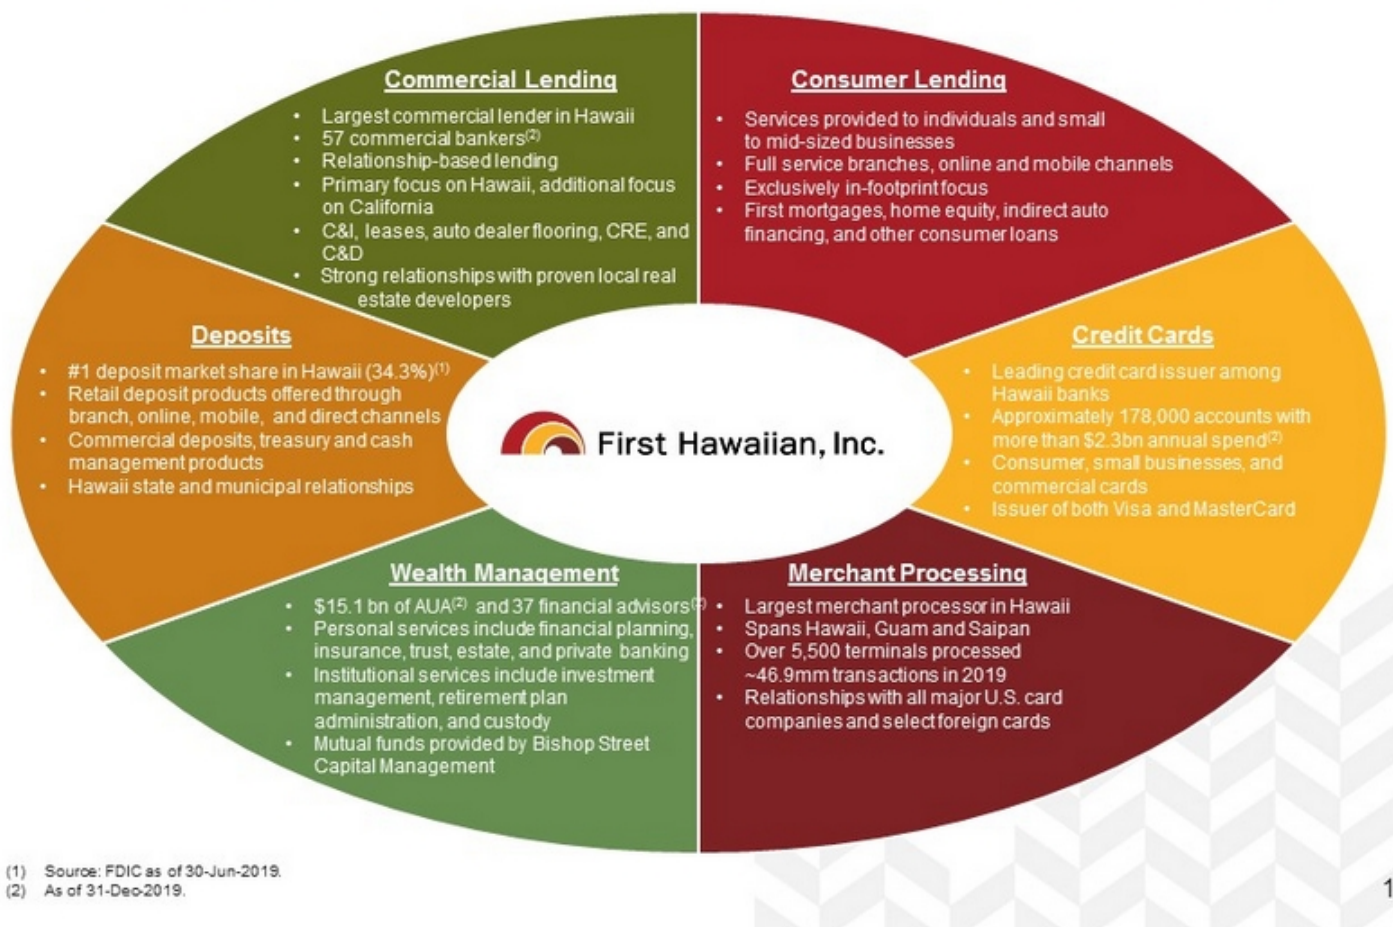 Commercial Lending
• Largest commercial lender in Hawaii
• 57 commercial bankers(2)
• Relationship-based lending
• Primary focus on Hawaii, additional focus
on California
• C&I, leases, auto dealer flooring, CRE, and
C&D
• Strong relationships with proven local real
estate developers
Consumer Lending
• Services provided to individuals and small
to mid-sized businesses
• Full service branches, online and mobile channels
• Exclusively in-footprint focus
• First mortgages, home equity, indirect auto
financing, and other consumer loans
Deposits
• #1 deposit market share in Hawaii (34.3%)(1)
• Retail deposit products offered through
branch, online, mobile, and direct channels
• Commercial deposits, treasury and cash
management products
• Hawaii state and municipal relationships
First Hawaiian, Inc.
Credit Cards
• Leading credit card issuer among
Hawaii banks
• Approximately 178,000 accounts with
more than $2.3bn annual spend(2)
• Consumer, small businesses, and
commercial cards
• Issuer of both Visa and MasterCard
Wealth Management
• $15.1 bn of AUA(2) and 37 financial advisors(2)
• Personal services include financial planning,
insurance, trust, estate, and private banking
• Institutional services include investment
management, retirement plan
administration, and custody
• Mutual funds provided by Bishop Street
Capital Management
Merchant Processing
• Largest merchant processor in Hawaii
• Spans Hawaii, Guam and Saipan
• Over 5,500 terminals processed
~46.9mm transactions in 2019
• Relationships with all major U.S. card
companies and select foreign cards
(1) Source: FDIC as of 30-Jun-2019.
(2) As of 31-Dec-2019.
1